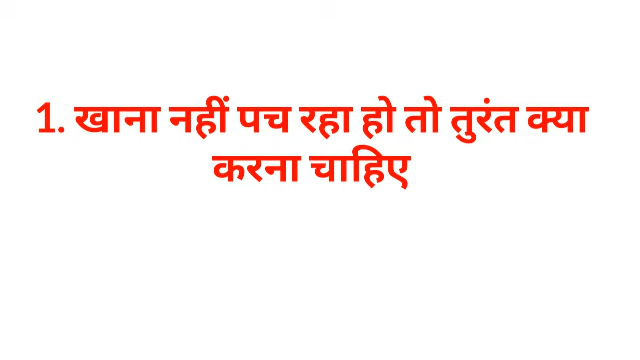 1. खाना नहीं पच रहा हो तो तुरंत क्या
करना चाहिए